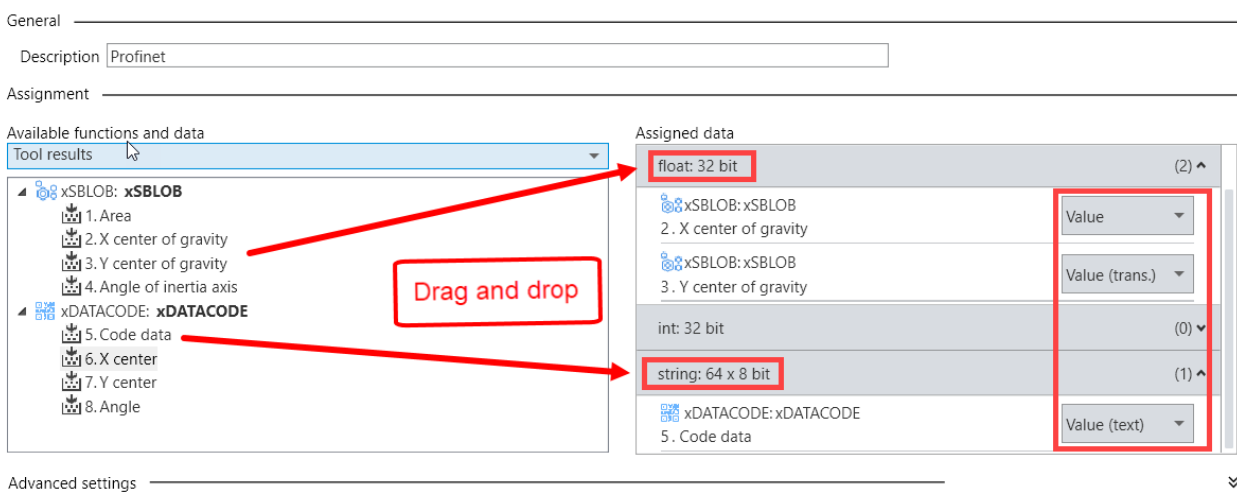 General
Description Profinet
Assignment
Available functions and data
Tool results
xSBLOB: xSBLOB
1. Area
2. X center of gravity
3. Y center of gravity
4. Angle of inertia axis
xDATACODE: xDATACODE
5. Code data
6. X center
7. Y center
8. Angle
Drag and drop
Assigned data
float: 32 bit (2)
xSBLOB: xSBLOB
2. X center of gravity
Value
xSBLOB: xSBLOB
3. Y center of gravity
Value (trans.)
int: 32 bit (0)
string: 64 x 8 bit (1)
xDATACODE: xDATACODE
5. Code data
Value (text)
Advanced settings